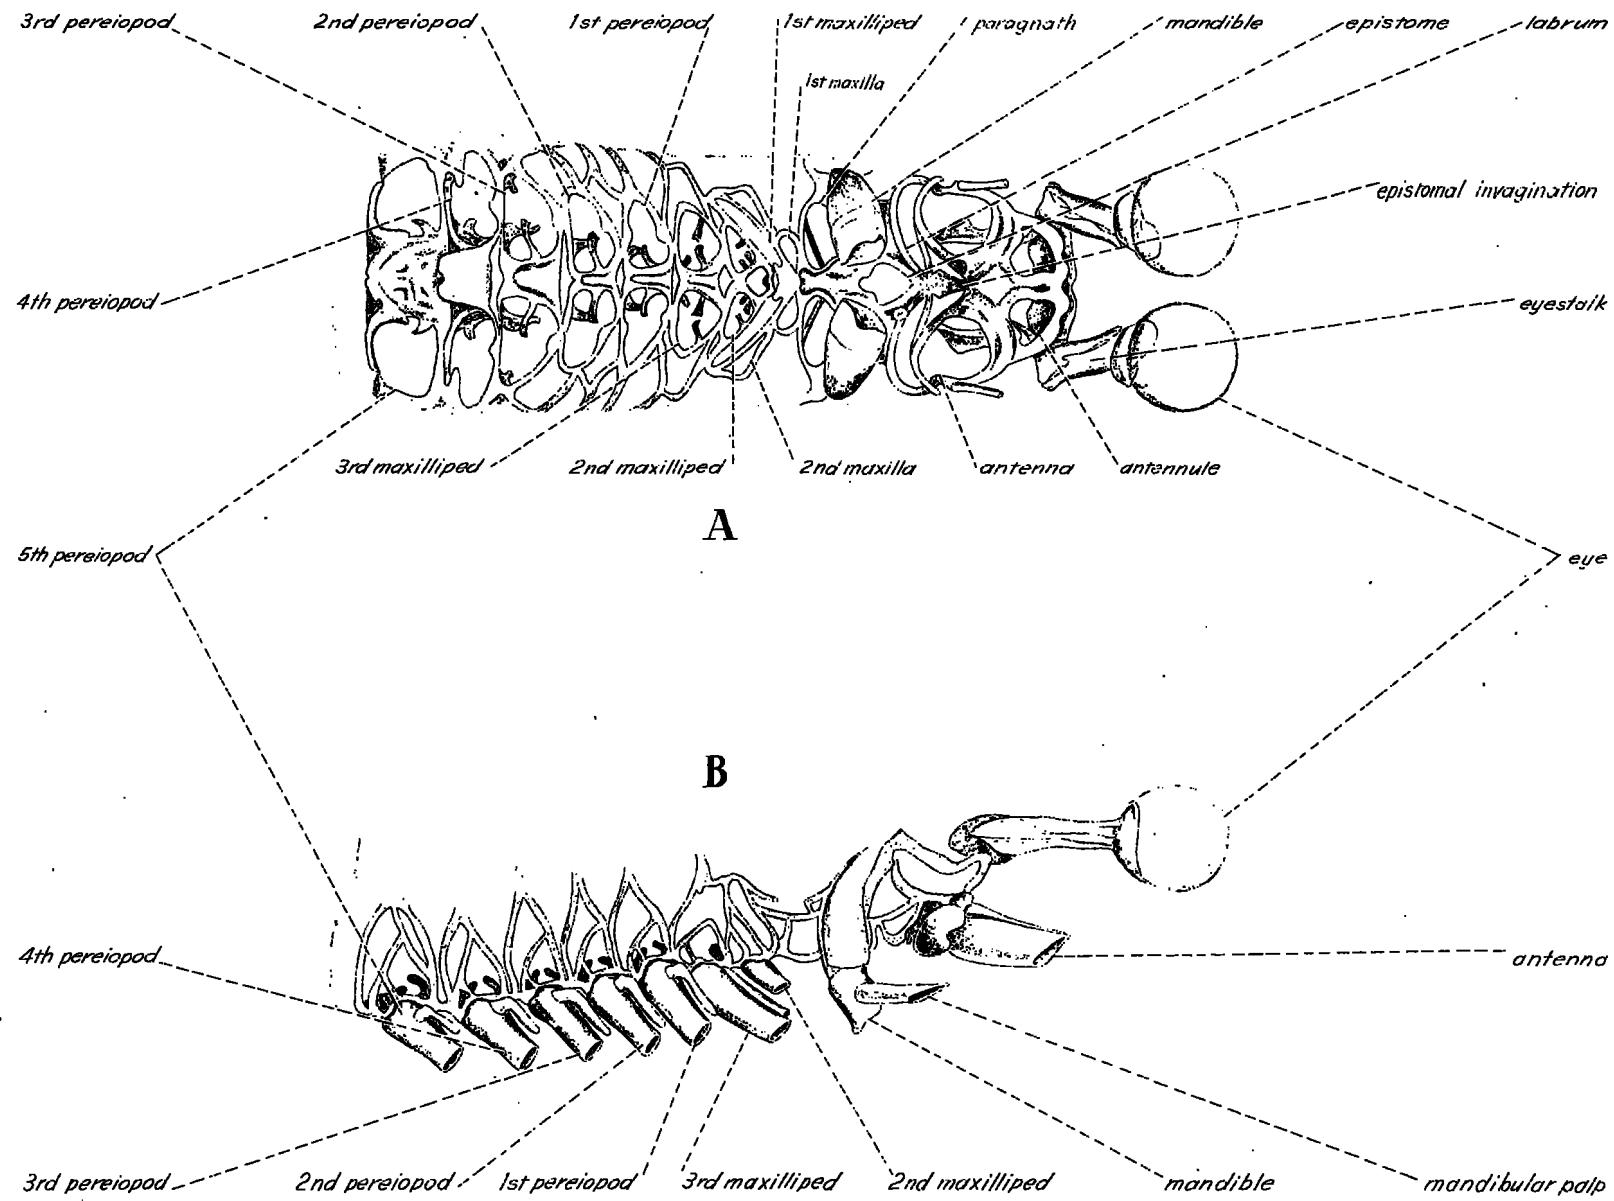 3rd pereiopod 2nd pereiopod 1st pereiopod 1st maxilliped paragnath mandible epistome labrum
1st maxilla
epistomal invagination
4th pereiopod eyestalk
3rd maxilliped 2nd maxilliped 2nd maxilla antenna antennule
A
5th pereiopod eye
B
4th pereiopod antenna
3rd pereiopod 2nd pereiopod 1st pereiopod 3rd maxilliped 2nd maxilliped mandible mandibular palp